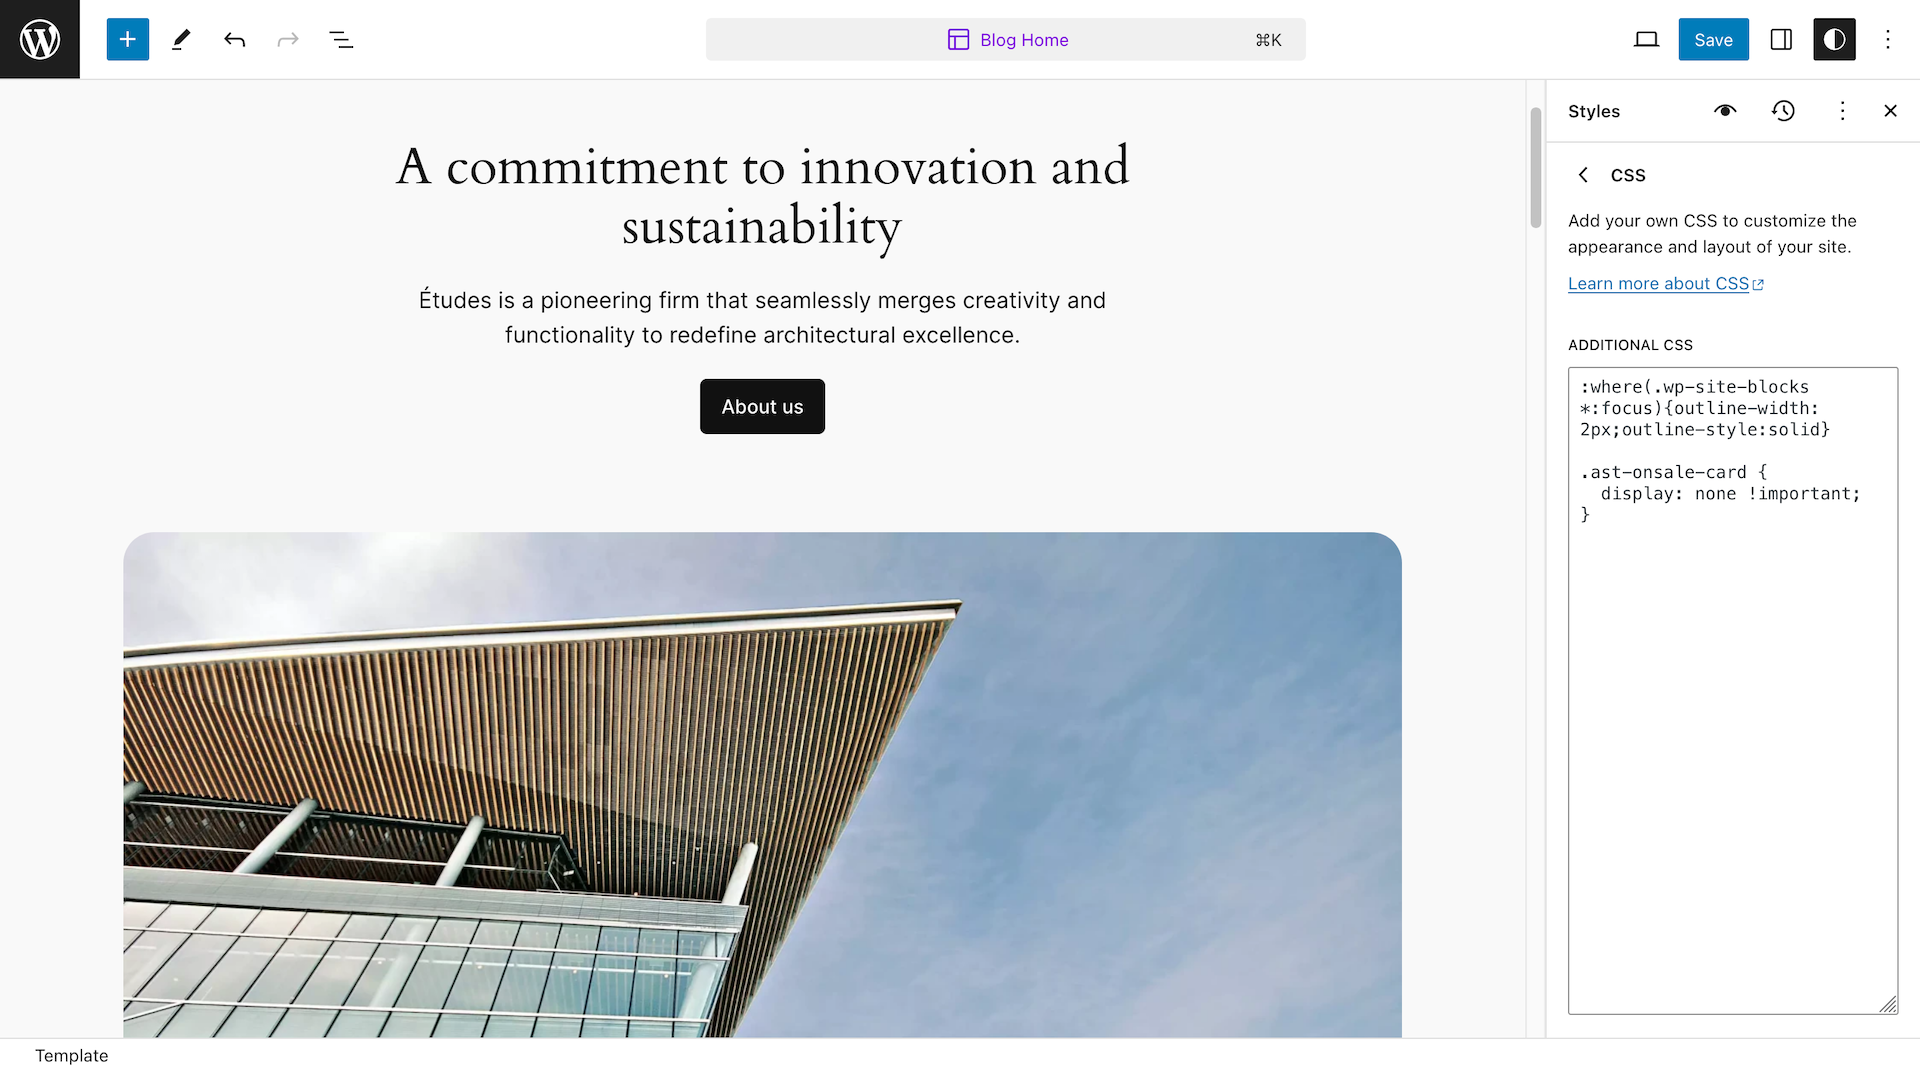 Blog Home
⌘K
Save
A commitment to innovation and
sustainability
Études is a pioneering firm that seamlessly merges creativity and
functionality to redefine architectural excellence.
About us
Styles
CSS
Add your own CSS to customize the
appearance and layout of your site.
Learn more about CSS
ADDITIONAL CSS
:where(.wp-site-blocks
*:focus){outline-width:
2px;outline-style:solid}
.ast-onsale-card {
display: none !important;
}
Template